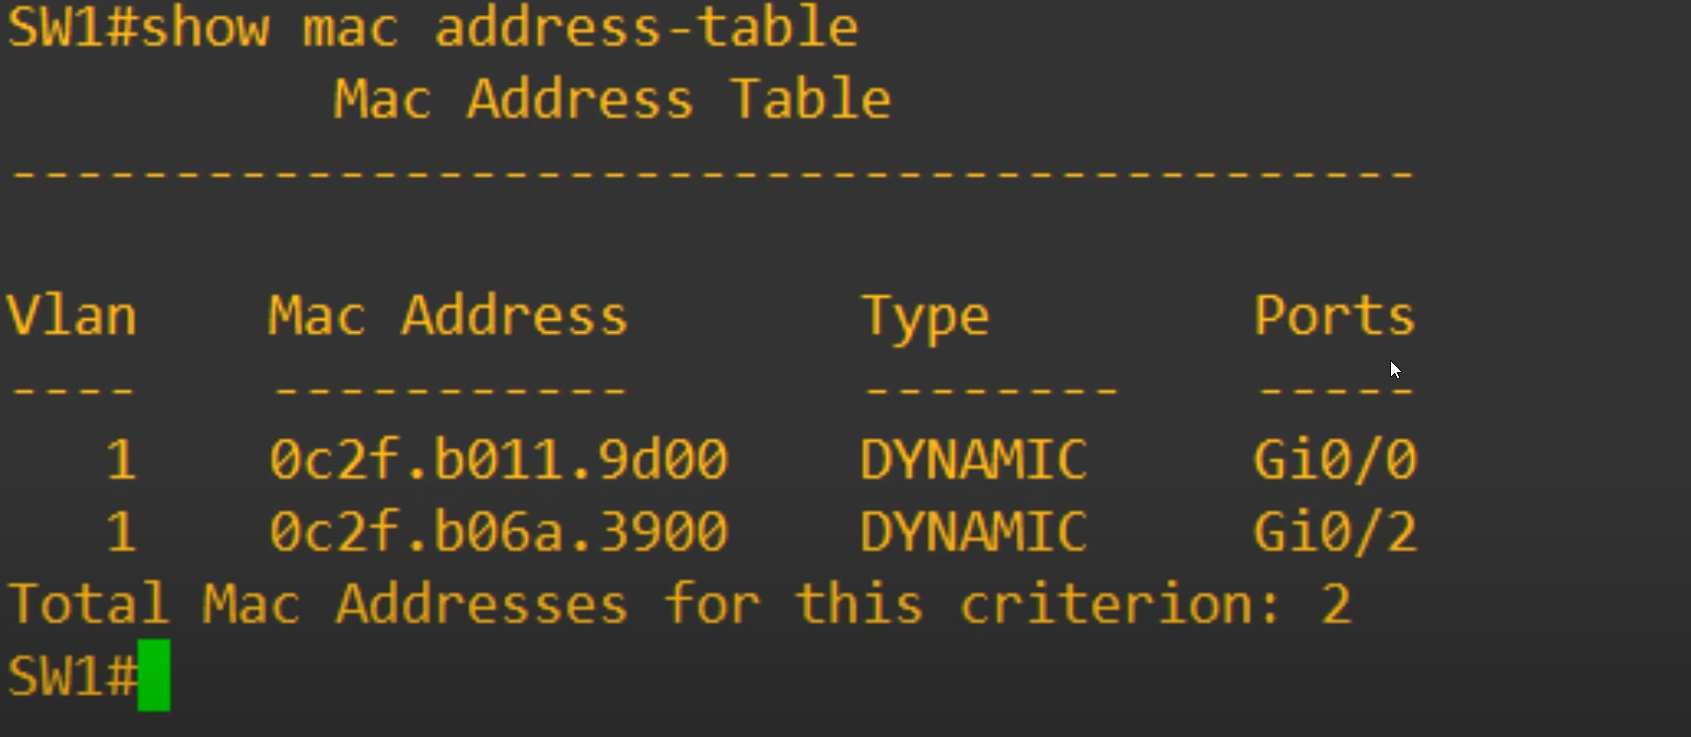 SW1#show mac address-table
Mac Address Table
-------------------------------------------
Vlan    Mac Address       Type        Ports
----    -----------       --------    -----
1    0c2f.b011.9d00    DYNAMIC     Gi0/0
1    0c2f.b06a.3900    DYNAMIC     Gi0/2
Total Mac Addresses for this criterion: 2
SW1#